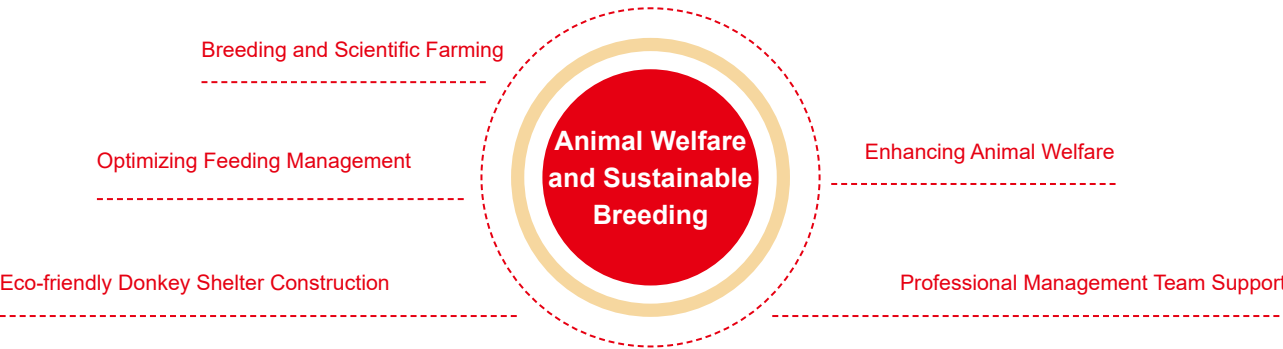 Breeding and Scientific Farming
Optimizing Feeding Management
Eco-friendly Donkey Shelter Construction
Animal Welfare
and Sustainable
Breeding
Enhancing Animal Welfare
Professional Management Team Support